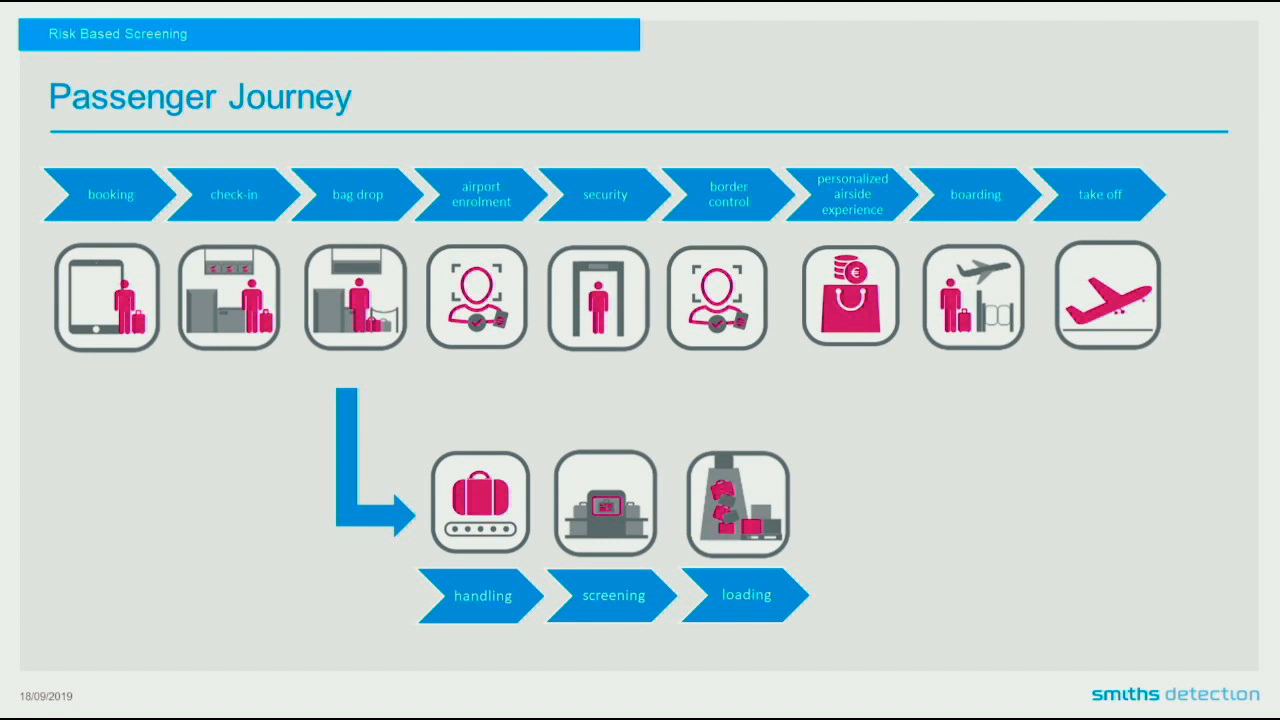 Risk Based Screening
Passenger Journey
booking
check-in
bag drop
airport
enrolment
security
border
control
personalized
airside
experience
boarding
take off
€
handling
screening
loading
18/09/2019
smiths detection